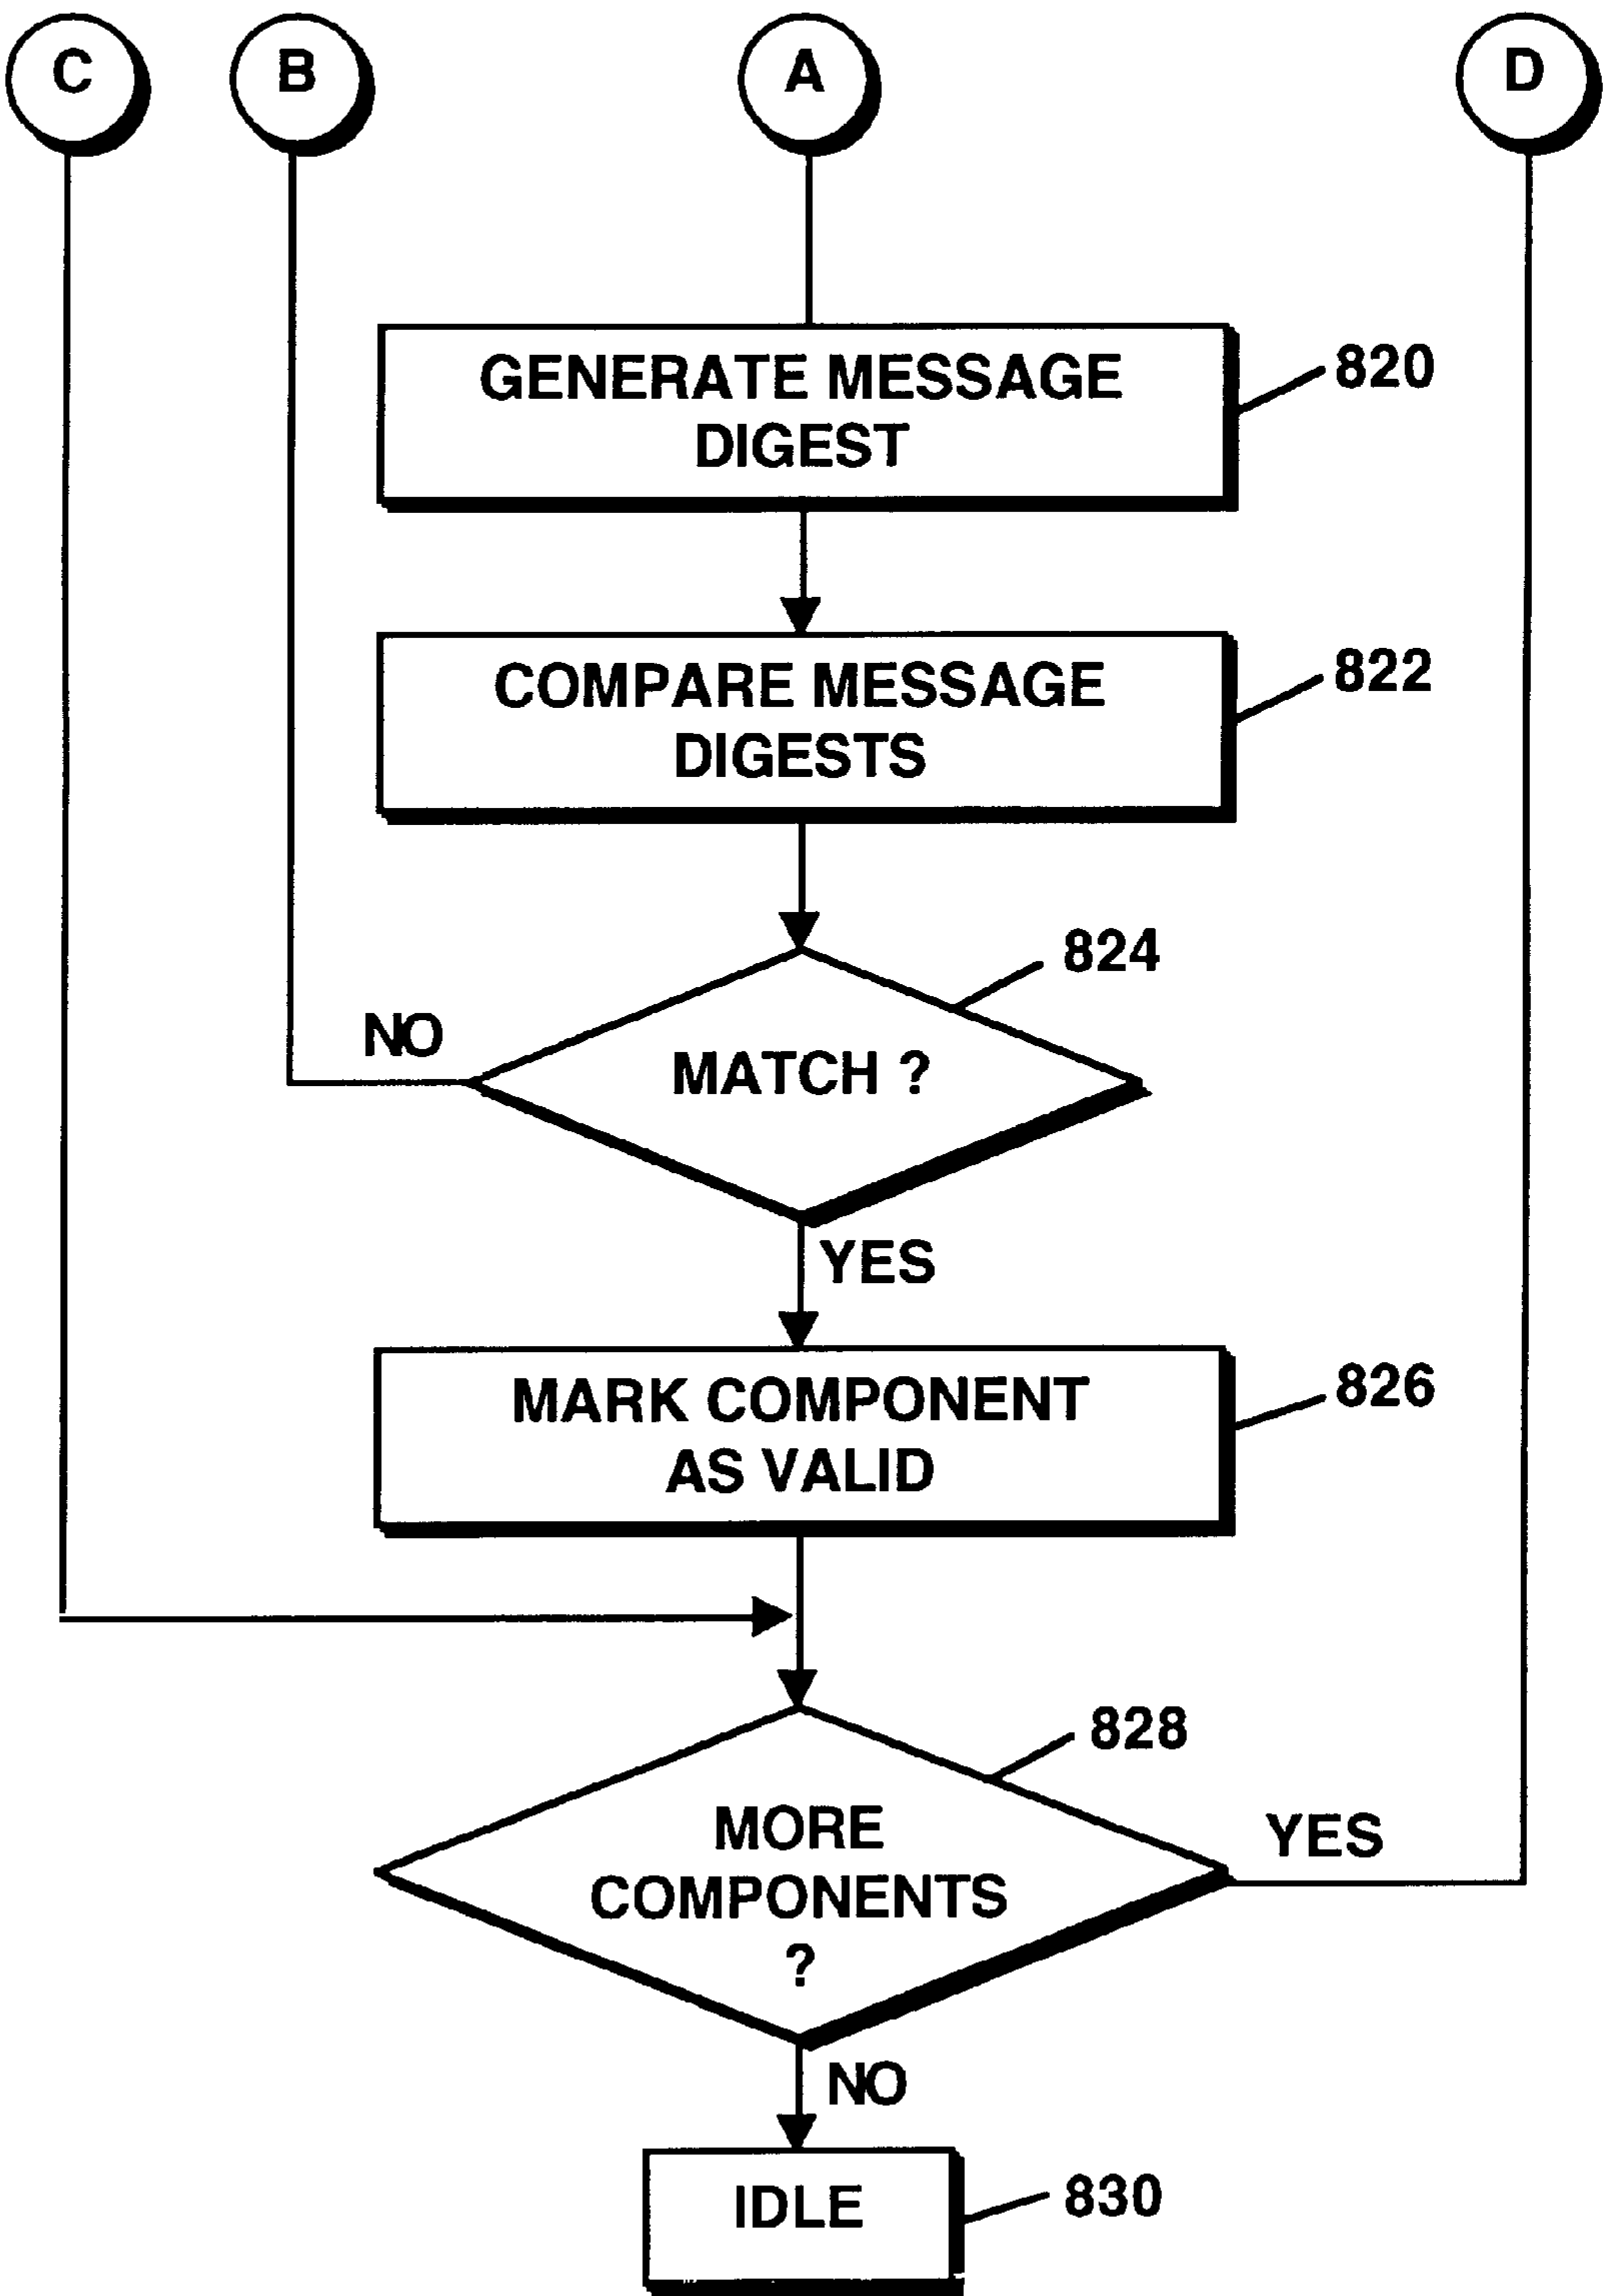 C
B
A
D
GENERATE MESSAGE
DIGEST
820
COMPARE MESSAGE
DIGESTS
822
824
NO
MATCH ?
YES
MARK COMPONENT
AS VALID
826
828
MORE
COMPONENTS
?
YES
NO
IDLE
830